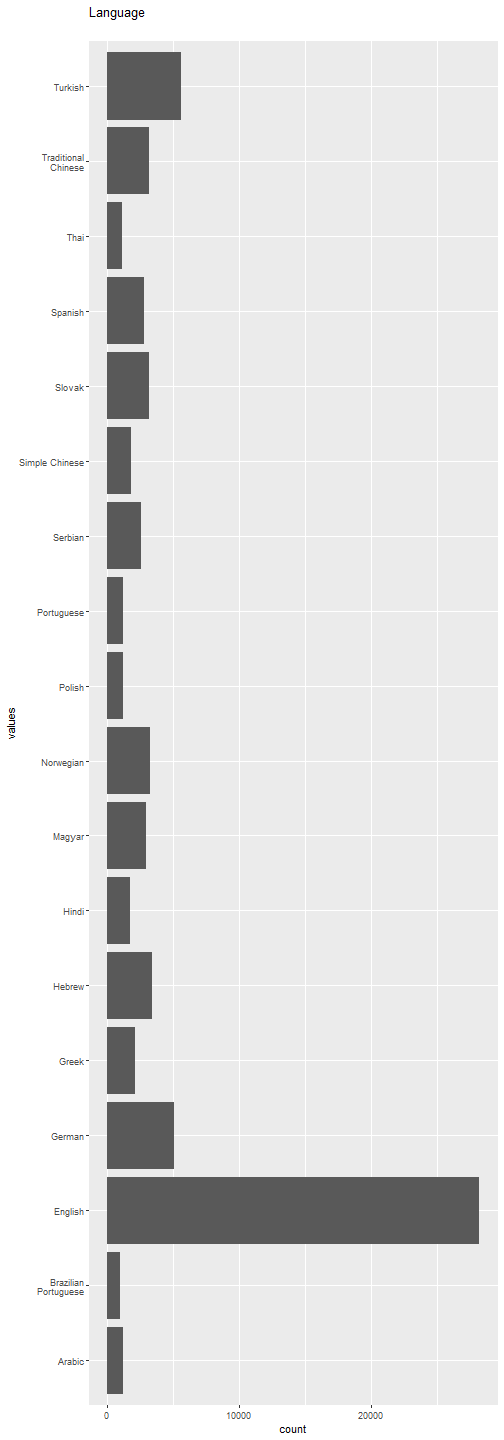 Language
Turkish
Traditional
Chinese
Thai
Spanish
Slovak
Simple Chinese
Serbian
Portuguese
Polish
values
Norwegian
Magyar
Hindi
Hebrew
Greek
German
English
Brazilian
Portuguese
Arabic
0 10000 20000
count